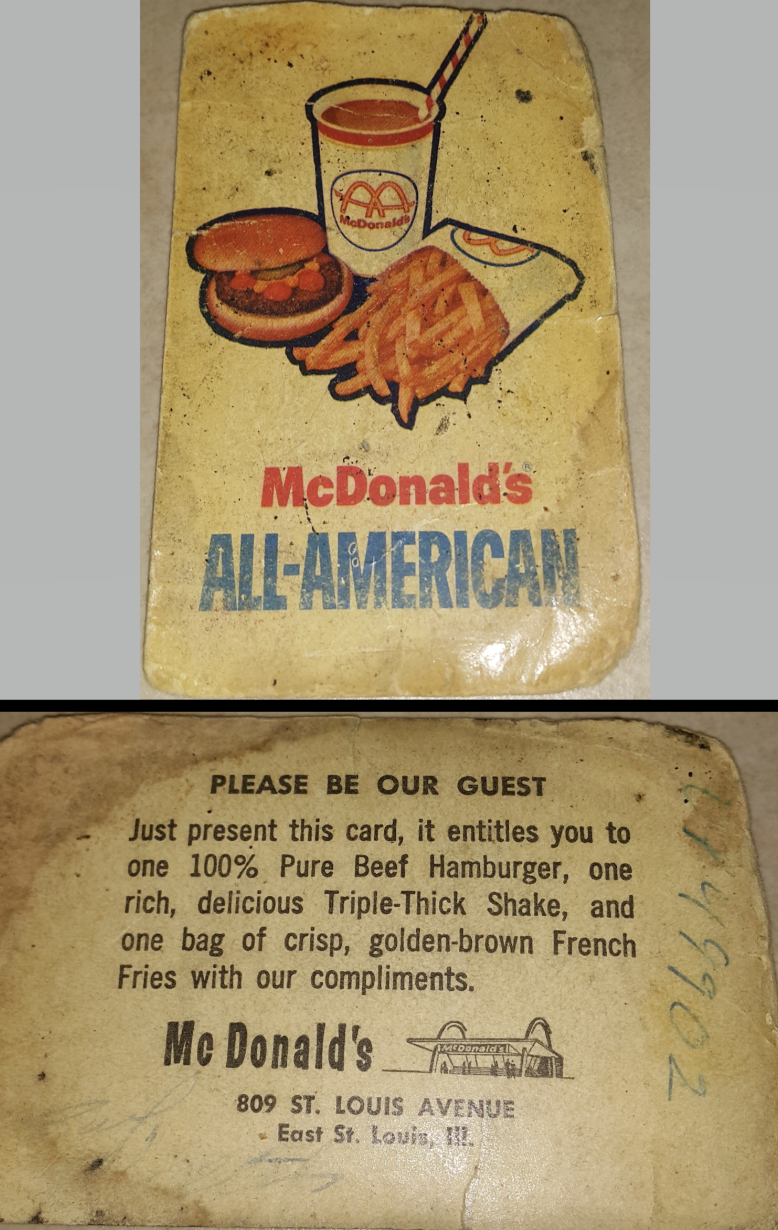 McDonald's
McDonald's®
ALL-AMERICAN
PLEASE BE OUR GUEST
Just present this card, it entitles you to
one 100% Pure Beef Hamburger, one
rich, delicious Triple-Thick Shake, and
one bag of crisp, golden-brown French
Fries with our compliments.
McDonald's
McDonald's
809 ST. LOUIS AVENUE
East St. Louis, Ill.